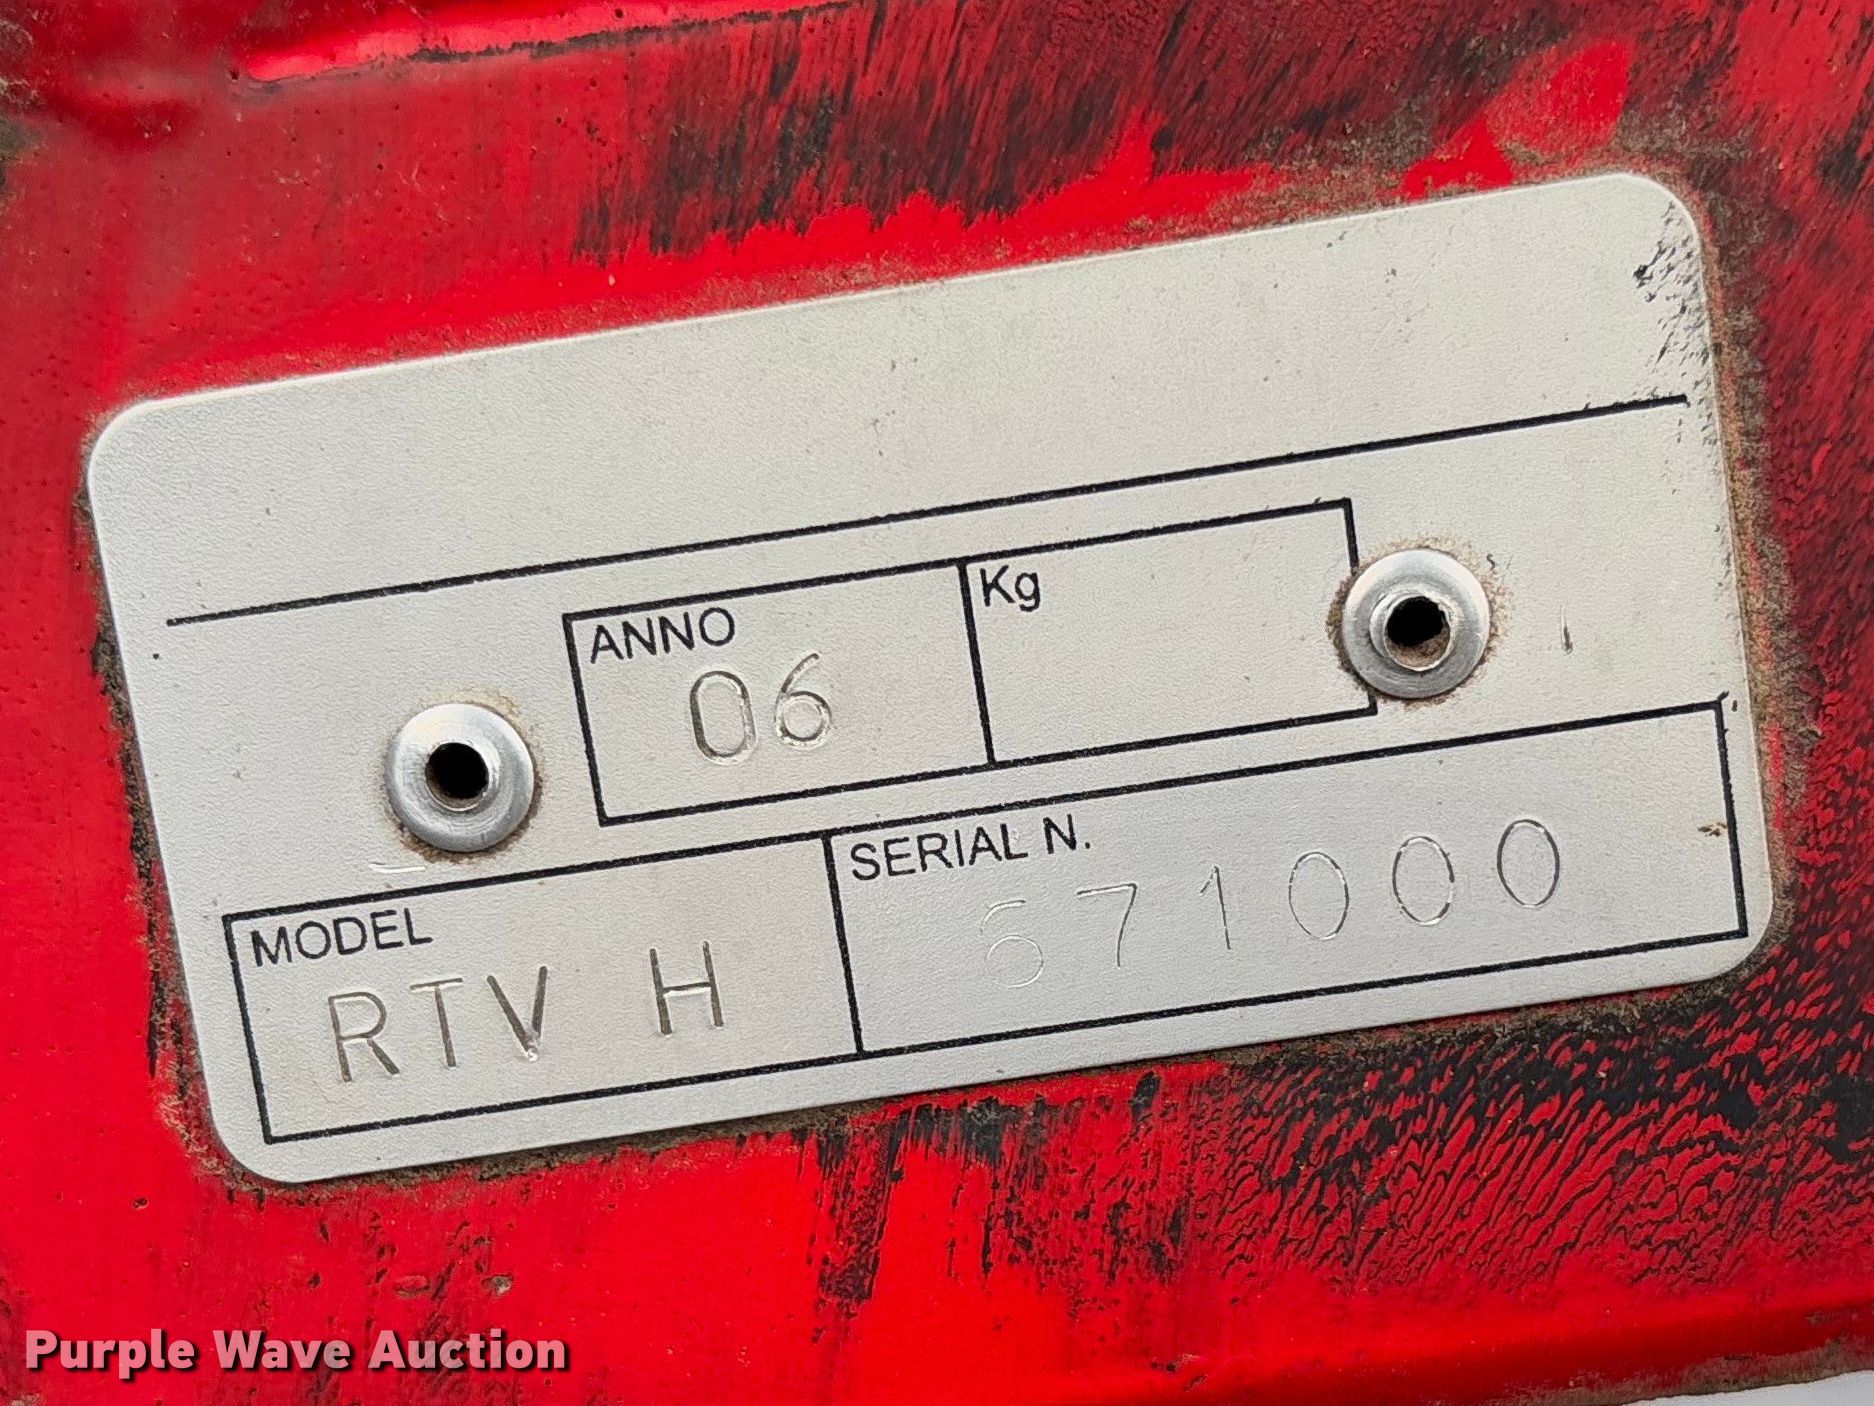 ANNO Kg
06
SERIAL N.
671000
MODEL
RTV H
Purple Wave Auction